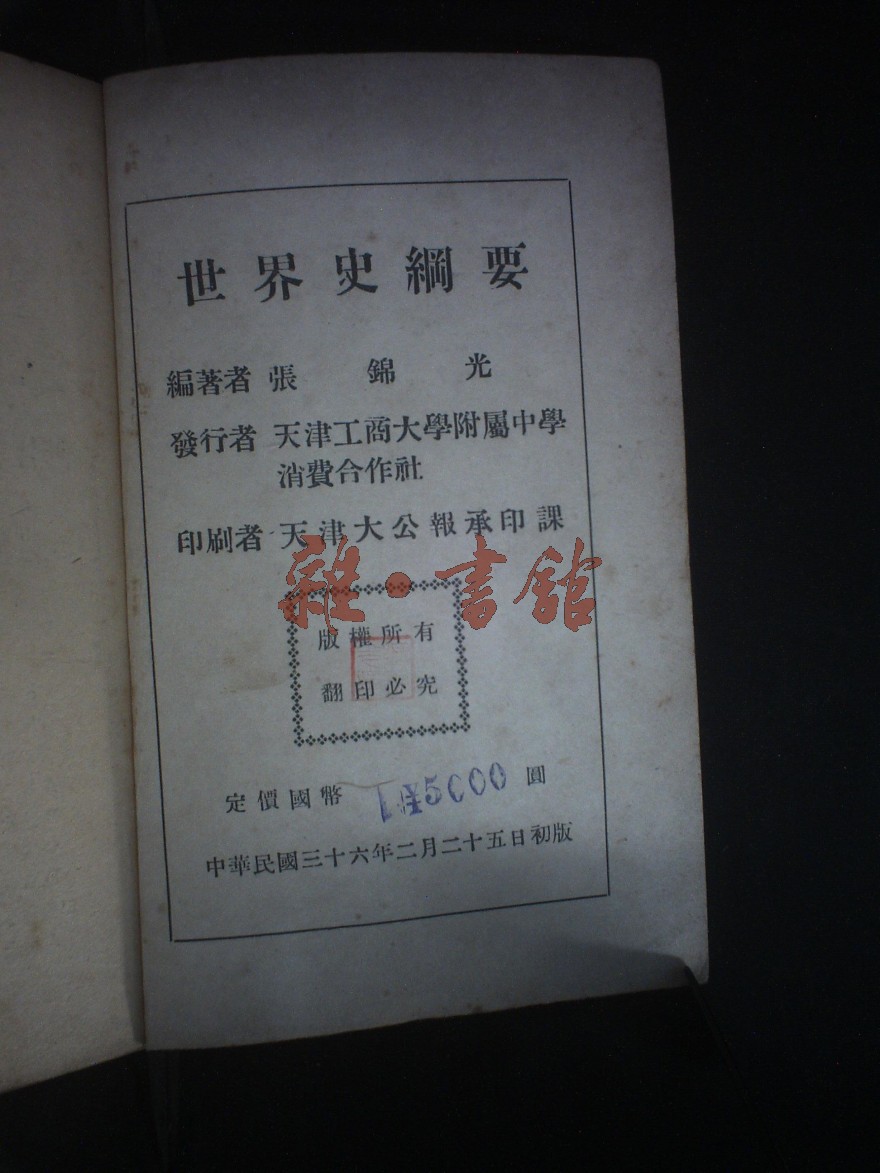 世界史綱要
編著者 張錦光
發行者 天津工商大學附屬中學
消費合作社
印刷者 天津大公報承印課
雜·書館
版權所有
翻印必究
定價國幣 5000 圓
中華民國三十六年二月二十五日初版